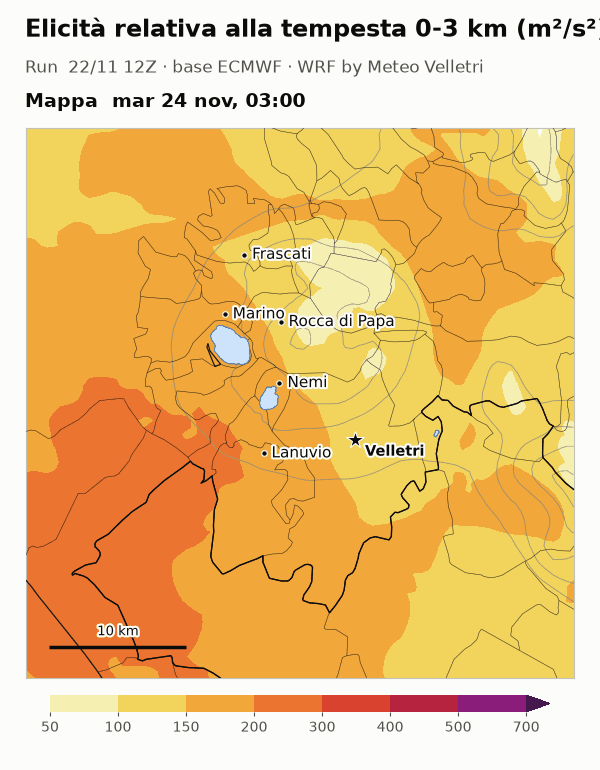 Elicità relativa alla tempesta 0-3 km (m²/s²)
Run 22/11 12Z · base ECMWF · WRF by Meteo Velletri
Mappa mar 24 nov, 03:00
Frascati
Marino
Rocca di Papa
Nemi
Velletri
Lanuvio
10 km
50 100 150 200 300 400 500 700